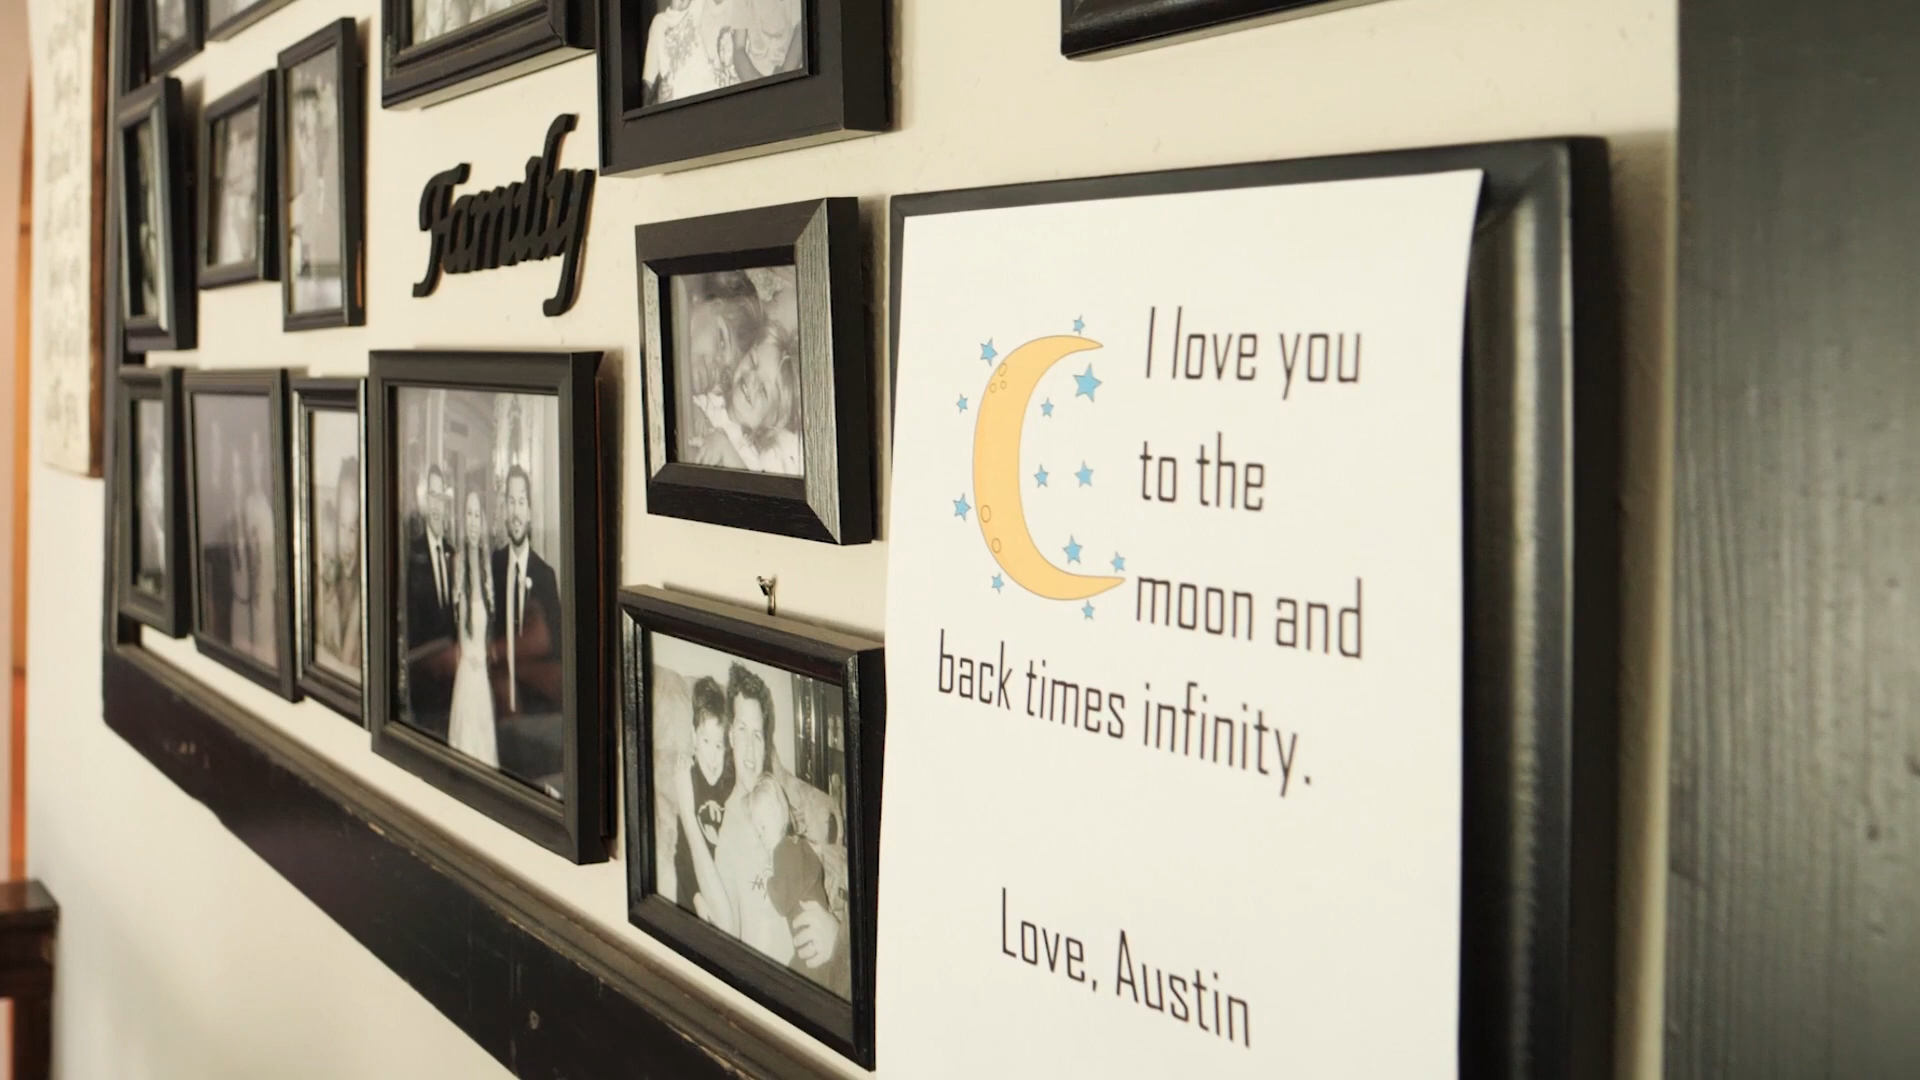 Family
I love you
to the
moon and
back times infinity.
Love, Austin